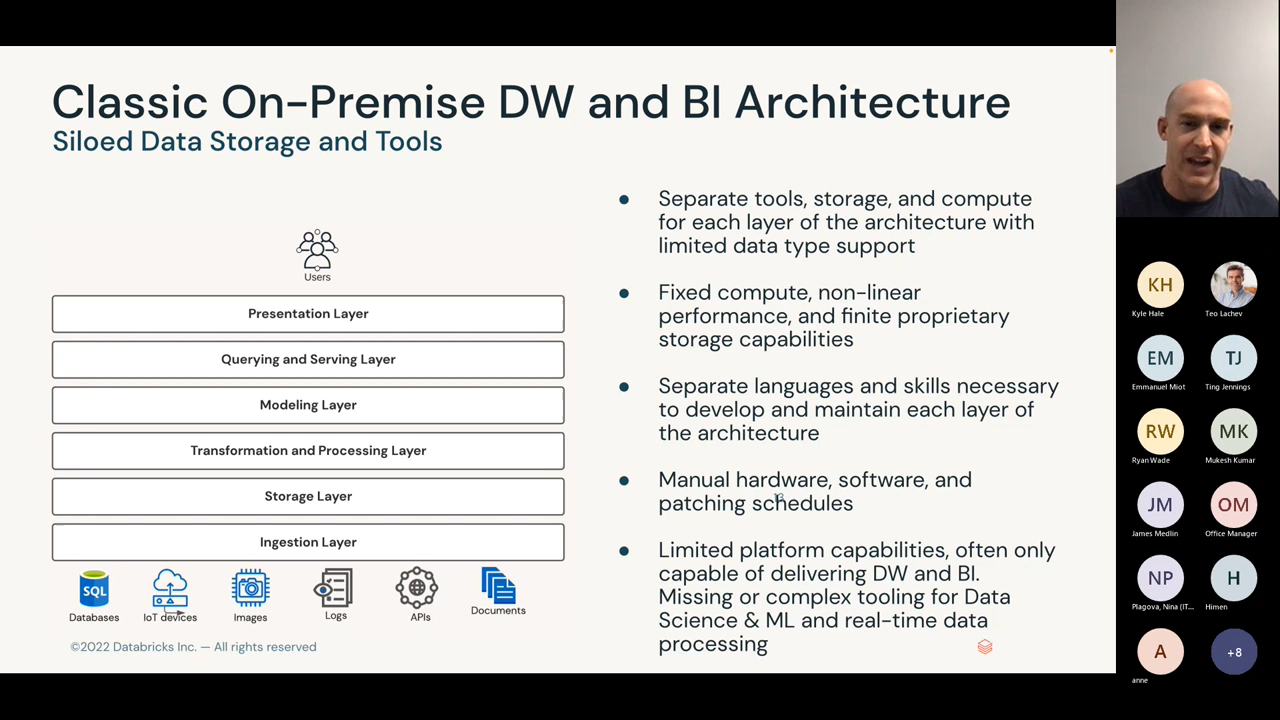 Classic On-Premise DW and BI Architecture
Siloed Data Storage and Tools
Users
Presentation Layer
Querying and Serving Layer
Modeling Layer
Transformation and Processing Layer
Storage Layer
Ingestion Layer
SQL
Databases
IoT devices
Images
Logs
APIs
Documents
©2022 Databricks Inc. — All rights reserved
● Separate tools, storage, and compute
for each layer of the architecture with
limited data type support
● Fixed compute, non-linear
performance, and finite proprietary
storage capabilities
● Separate languages and skills necessary
to develop and maintain each layer of
the architecture
● Manual hardware, software, and
patching schedules
13
● Limited platform capabilities, often only
capable of delivering DW and BI.
Missing or complex tooling for Data
Science & ML and real-time data
processing
KH
Kyle Hale
Teo Lachev
EM
Emmanuel Miot
TJ
Ting Jennings
RW
Ryan Wade
MK
Mukesh Kumar
JM
James Medlin
OM
Office Manager
NP
Plagova, Nina (IT...
H
Himen
A
anne
+8